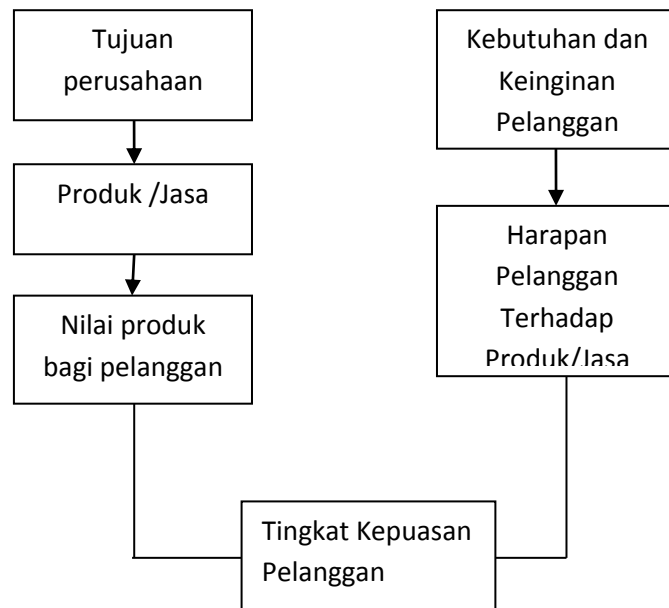 Tujuan
perusahaan
Produk /Jasa
Nilai produk
bagi pelanggan
Kebutuhan dan
Keinginan
Pelanggan
Harapan
Pelanggan
Terhadap
Produk/Jasa
Tingkat Kepuasan
Pelanggan